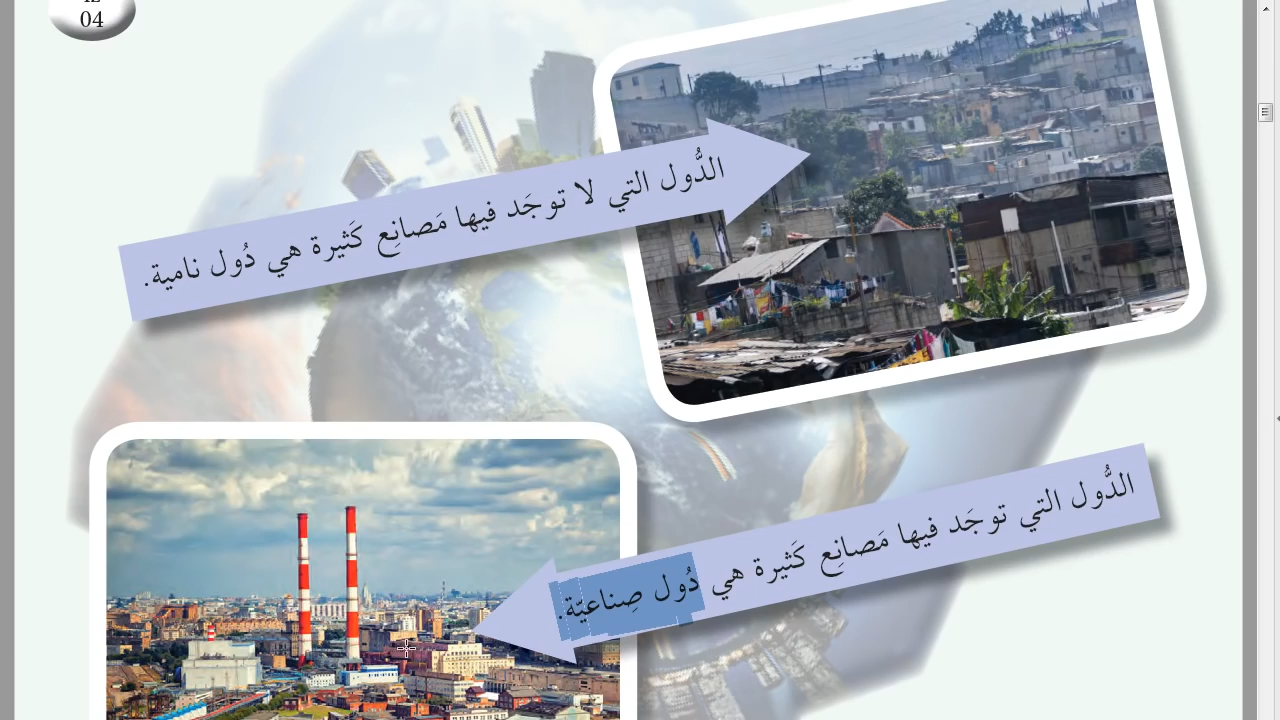 04
الدُّول التي لا توجَد فيها مَصانِع كَثيرة هي دُول نامية.
الدُّول التي توجَد فيها مَصانِع كَثيرة هي دُول صِناعيّة.